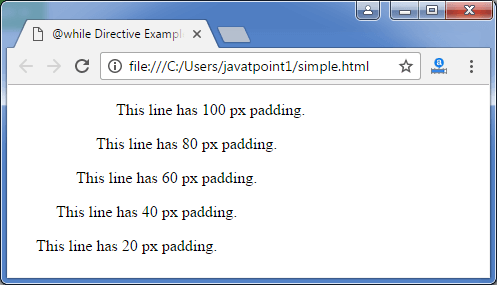 @while Directive Exampl
file:///C:/Users/javatpoint1/simple.html
This line has 100 px padding.
This line has 80 px padding.
This line has 60 px padding.
This line has 40 px padding.
This line has 20 px padding.